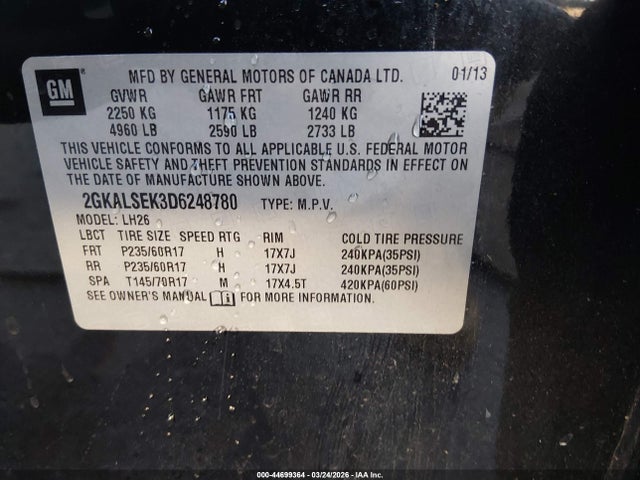 GM
MFD BY GENERAL MOTORS OF CANADA LTD. 01/13
GVWR GAWR FRT GAWR RR
2250 KG 1175 KG 1240 KG
4960 LB 2590 LB 2733 LB
THIS VEHICLE CONFORMS TO ALL APPLICABLE U.S. FEDERAL MOTOR
VEHICLE SAFETY AND THEFT PREVENTION STANDARDS IN EFFECT ON
THE DATE OF MANUFACTURE SHOWN ABOVE.
2GKALSEK3D6248780 TYPE: M.P.V.
MODEL: LH26
LBCT TIRE SIZE SPEED RTG RIM COLD TIRE PRESSURE
FRT P235/60R17 H 17X7J 240KPA(35PSI)
RR P235/60R17 H 17X7J 240KPA(35PSI)
SPA T145/70R17 M 17X4.5T 420KPA(60PSI)
SEE OWNER'S MANUAL FOR MORE INFORMATION.
000-44699364 | 03/24/2026 | IAA Inc.